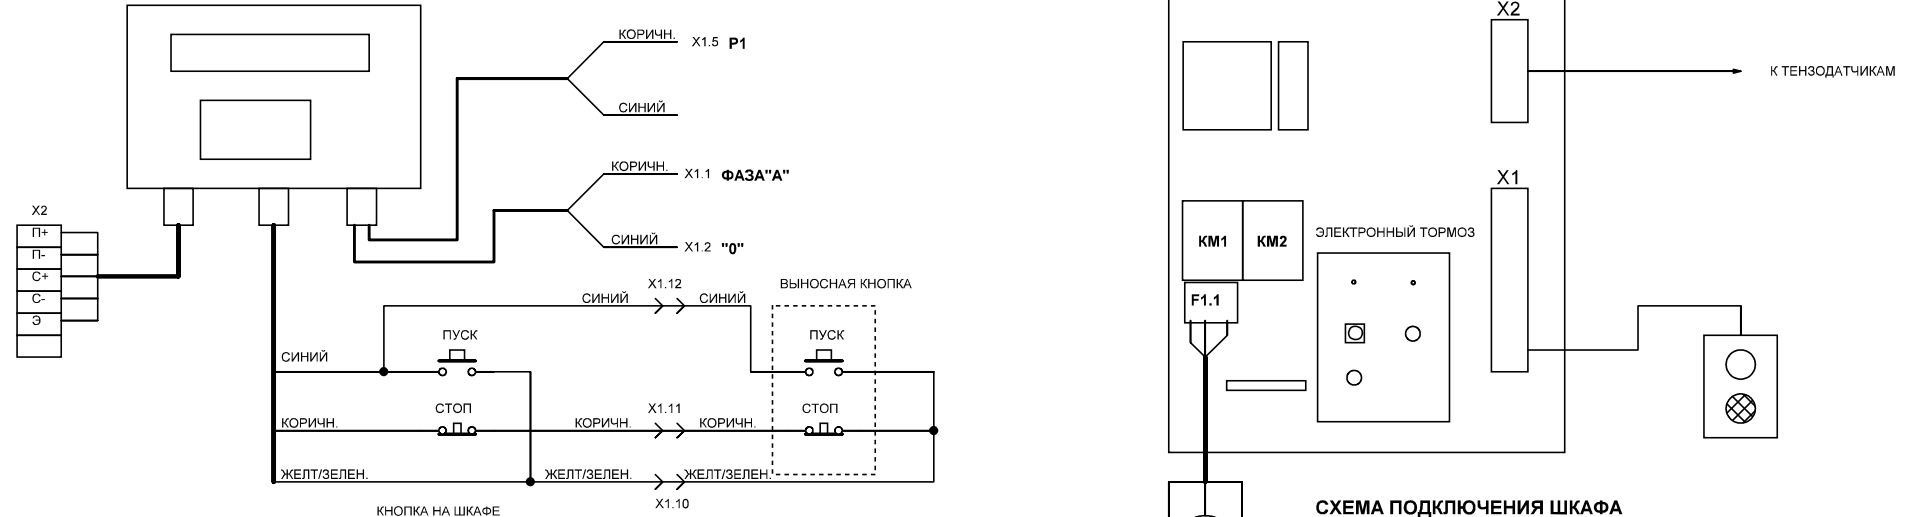 КОРИЧН. X1.5 P1
СИНИЙ
КОРИЧН. X1.1 ФАЗА"А"
СИНИЙ X1.2 "0"
X2
П+
П-
С+
С-
Э
X1.12
СИНИЙ СИНИЙ
ВЫНОСНАЯ КНОПКА
ПУСК
ПУСК
СИНИЙ
СТОП
X1.11
СТОП
КОРИЧН. КОРИЧН. КОРИЧН.
ЖЕЛТ/ЗЕЛЕН. ЖЕЛТ/ЗЕЛЕН. ЖЕЛТ/ЗЕЛЕН.
X1.10
КНОПКА НА ШКАФЕ
X2
К ТЕНЗОДАТЧИКАМ
X1
КМ1 КМ2
ЭЛЕКТРОННЫЙ ТОРМОЗ
F1.1
СХЕМА ПОДКЛЮЧЕНИЯ ШКАФА